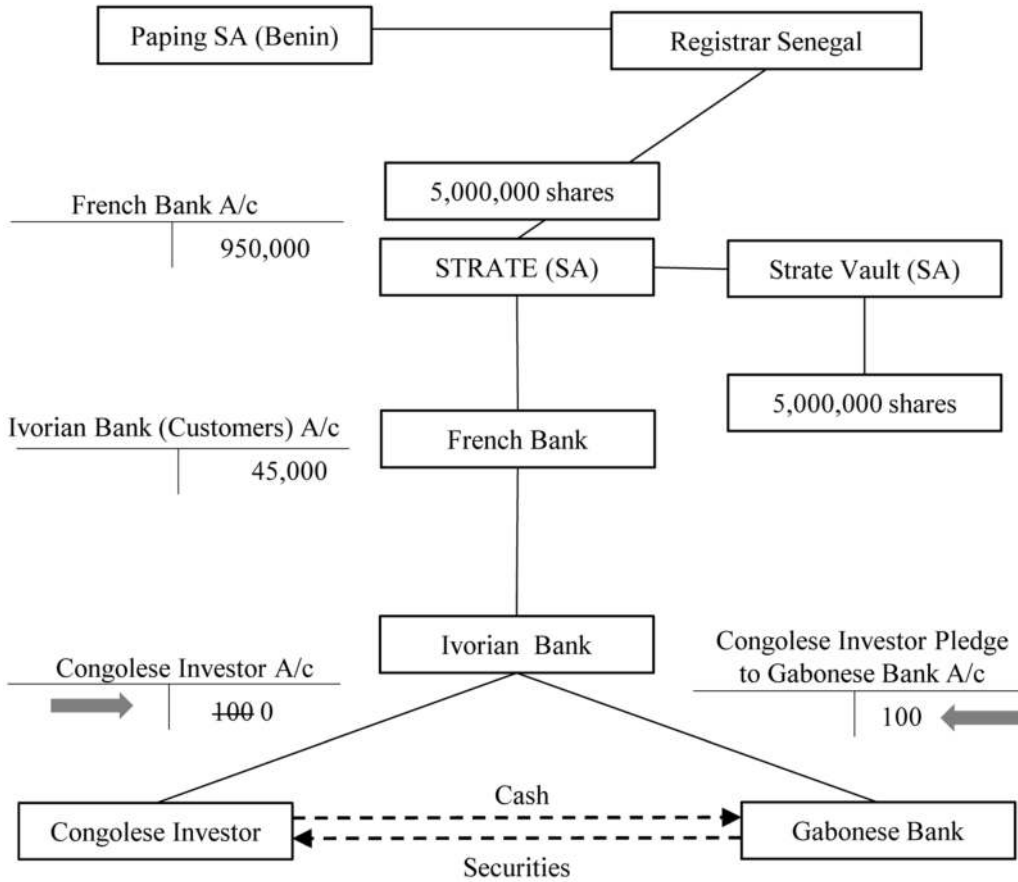 Paping SA (Benin)
Registrar Senegal
5,000,000 shares
French Bank A/c
950,000
STRATE (SA)
Strate Vault (SA)
5,000,000 shares
Ivorian Bank (Customers) A/c
45,000
French Bank
Ivorian Bank
Congolese Investor Pledge
to Gabonese Bank A/c
Congolese Investor A/c
100 0
100
Cash
Congolese Investor
Gabonese Bank
Securities